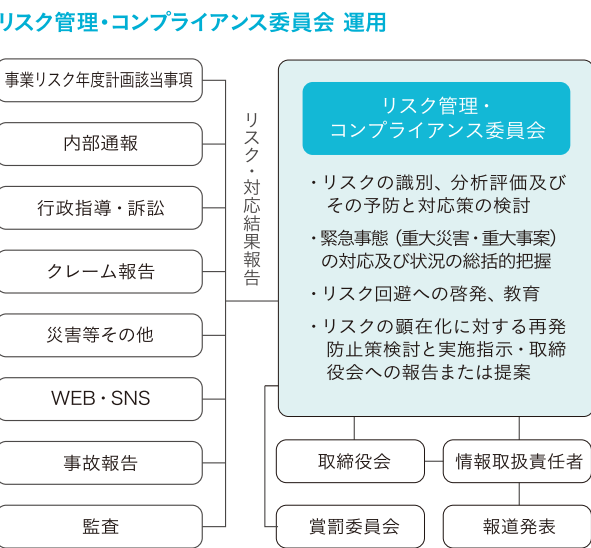 リスク管理・コンプライアンス委員会 運用
事業リスク年度計画該当事項
内部通報
行政指導・訴訟
クレーム報告
災害等その他
WEB・SNS
事故報告
監査
リスク・対応結果報告
リスク管理・
コンプライアンス委員会
・リスクの識別、分析評価及び
その予防と対応策の検討
・緊急事態（重大災害・重大事案）
の対応及び状況の総括的把握
・リスク回避への啓発、教育
・リスクの顕在化に対する再発
防止策検討と実施指示・取締
役会への報告または提案
取締役会
情報取扱責任者
賞罰委員会
報道発表